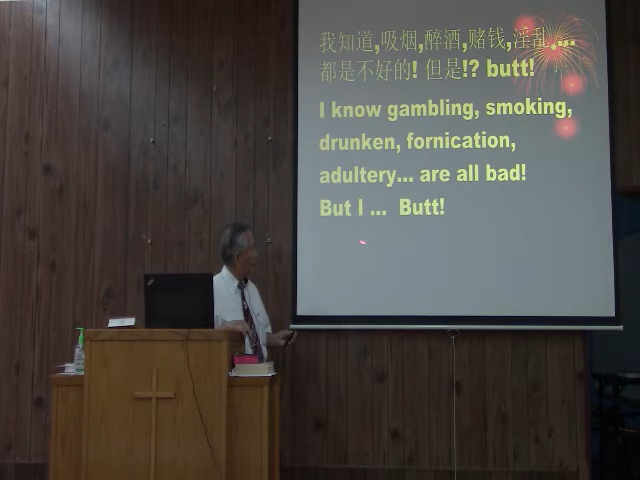 我知道,吸烟,醉酒,赌钱,淫乱,...
都是不好的! 但是!? butt!
I know gambling, smoking,
drunken, fornication,
adultery... are all bad!
But I ... Butt!